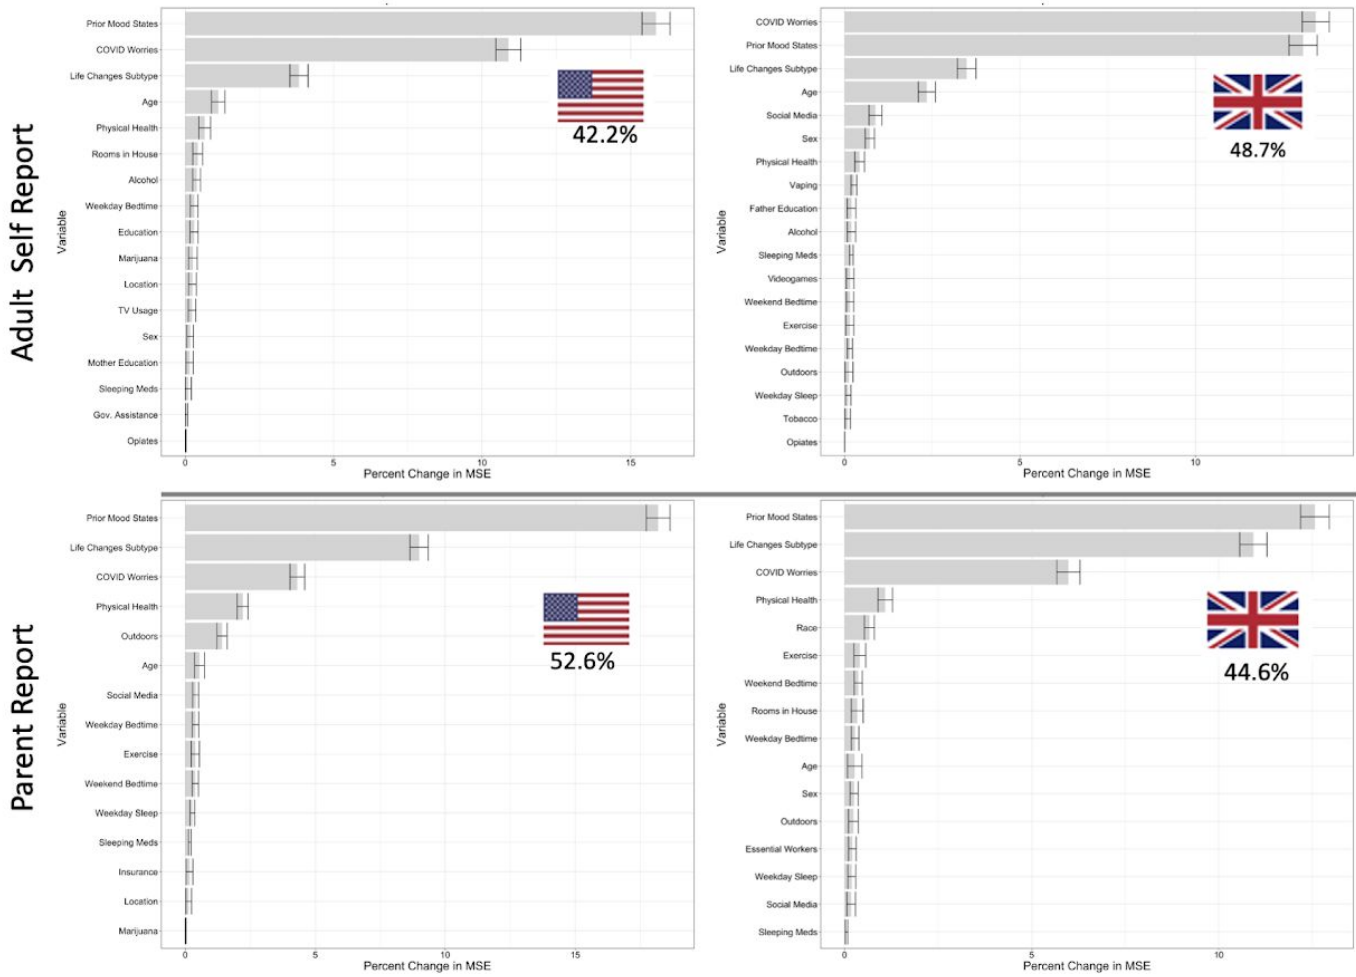 Adult Self Report
Variable
Prior Mood States
COVID Worries
Life Changes Subtype
Age
Physical Health
Rooms in House
Alcohol
Weekday Bedtime
Education
Marijuana
Location
TV Usage
Sex
Mother Education
Sleeping Meds
Gov. Assistance
Opiates
42.2%
0 5 10 15
Percent Change in MSE
Variable
COVID Worries
Prior Mood States
Life Changes Subtype
Age
Social Media
Sex
Physical Health
Vaping
Father Education
Alcohol
Sleeping Meds
Videogames
Weekend Bedtime
Exercise
Weekday Bedtime
Outdoors
Weekday Sleep
Tobacco
Opiates
48.7%
0 5 10
Percent Change in MSE
Parent Report
Variable
Prior Mood States
Life Changes Subtype
COVID Worries
Physical Health
Outdoors
Age
Social Media
Weekday Bedtime
Exercise
Weekend Bedtime
Weekday Sleep
Sleeping Meds
Insurance
Location
Marijuana
52.6%
0 5 10 15
Percent Change in MSE
Variable
Prior Mood States
Life Changes Subtype
COVID Worries
Physical Health
Race
Exercise
Weekend Bedtime
Rooms in House
Weekday Bedtime
Age
Sex
Outdoors
Essential Workers
Weekday Sleep
Social Media
Sleeping Meds
44.6%
0 5 10
Percent Change in MSE